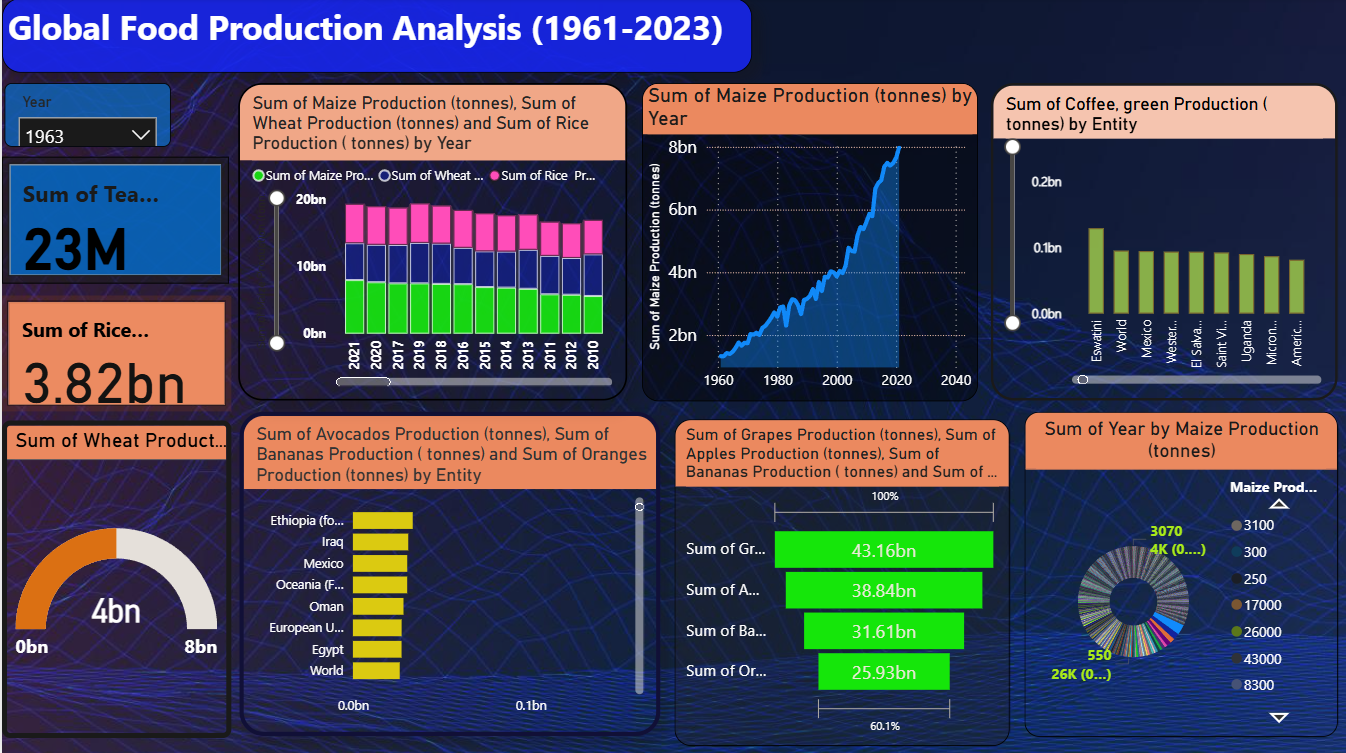 Global Food Production Analysis (1961-2023)
Year
1963
Sum of Tea...
23M
Sum of Rice...
3.82bn
Sum of Wheat Product...
4bn
0bn
8bn
Sum of Maize Production (tonnes), Sum of
Wheat Production (tonnes) and Sum of Rice
Production ( tonnes) by Year
Sum of Maize Pro... Sum of Wheat ... Sum of Rice Pr...
20bn
10bn
0bn
2021
2020
2017
2019
2018
2016
2015
2014
2013
2011
2012
2010
Sum of Maize Production (tonnes) by
Year
Sum of Maize Production (tonnes)
8bn
6bn
4bn
2bn
1960 1980 2000 2020 2040
Sum of Coffee, green Production (
tonnes) by Entity
0.2bn
0.1bn
0.0bn
Eswatini
World
Mexico
Wester..
El Salva...
Saint Vi...
Uganda
Micron...
Americ...
Sum of Avocados Production (tonnes), Sum of
Bananas Production ( tonnes) and Sum of Oranges
Production (tonnes) by Entity
Ethiopia (fo...
Iraq
Mexico
Oceania (F...
Oman
European U...
Egypt
World
0.0bn 0.1bn
Sum of Grapes Production (tonnes), Sum of
Apples Production (tonnes), Sum of
Bananas Production ( tonnes) and Sum of ...
100%
Sum of Gr... 43.16bn
Sum of A... 38.84bn
Sum of Ba... 31.61bn
Sum of Or... 25.93bn
60.1%
Sum of Year by Maize Production
(tonnes)
Maize Prod...
3070
4K (0....)
550
26K (0...)
3100
300
250
17000
26000
43000
8300